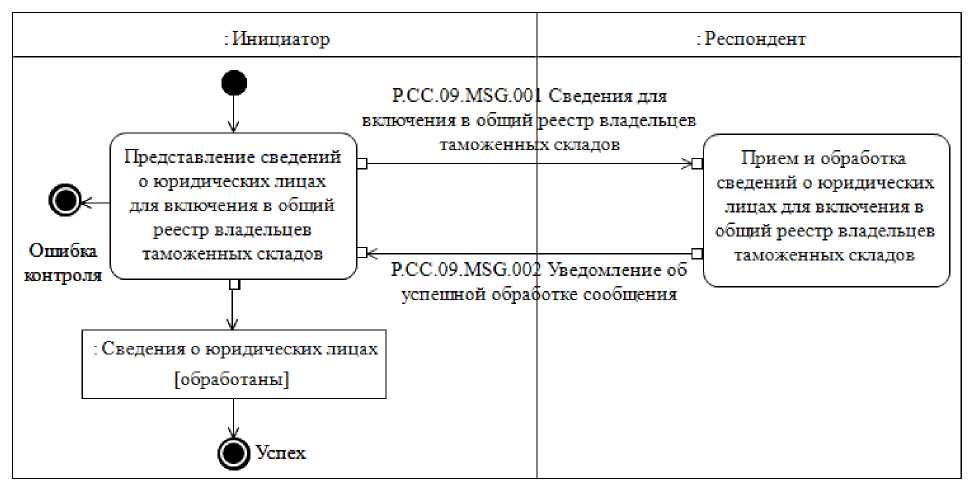 : Инициатор
: Респондент
P.CC.09.MSG.001 Сведения для
включения в общий реестр владельцев
таможенных складов
Представление сведений
о юридических лицах
для включения в общий
реестр владельцев
таможенных складов
Прием и обработка
сведений о юридических
лицах для включения в
общий реестр владельцев
таможенных складов
Ошибка
контроля
P.CC.09.MSG.002 Уведомление об
успешной обработке сообщения
: Сведения о юридических лицах
[обработаны]
Успех